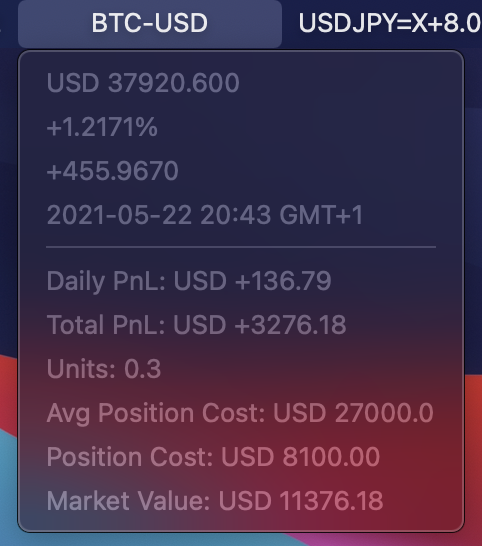 BTC-USD USDJPY=X+8.0
USD 37920.600
+1.2171%
+455.9670
2021-05-22 20:43 GMT+1
Daily PnL: USD +136.79
Total PnL: USD +3276.18
Units: 0.3
Avg Position Cost: USD 27000.0
Position Cost: USD 8100.00
Market Value: USD 11376.18